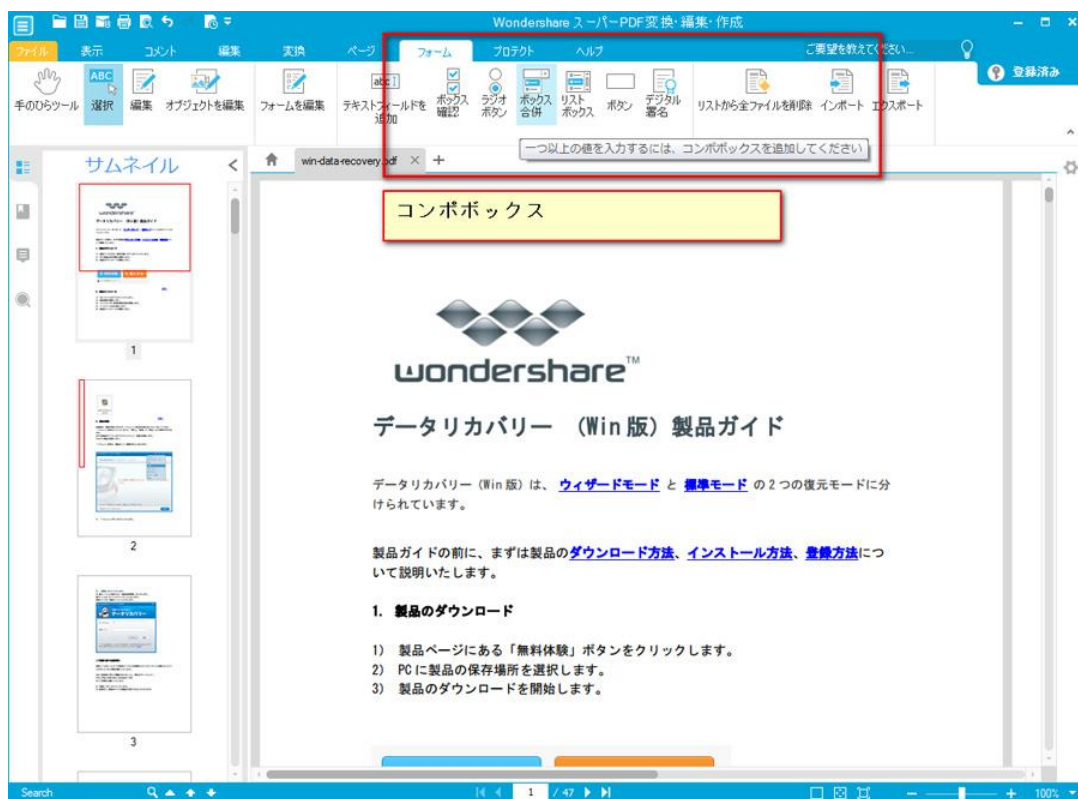 Wondershare スーパーPDF変換・編集・作成
ファイル 表示 コメント 編集 変換 ページ フォーム プロテクト ヘルプ ご要望を教えてください...
登録済み
手のひらツール 選択 編集 オブジェクトを編集 フォームを編集 テキストフィールドを追加 ボックス確認 ラジオボタン ボックス合併 リストボックス ボタン デジタル署名 リストから全ファイルを削除 インポート エクスポート
一つ以上の値を入力するには、コンボボックスを追加してください
サムネイル
win-data-recovery.pdf
コンポボックス
wondershare™
データリカバリー （Win版）製品ガイド
データリカバリー（Win版）は、 ウィザードモード と 標準モード の2つの復元モードに分
けられています。
製品ガイドの前に、まずは製品のダウンロード方法、インストール方法、登録方法につ
いて説明いたします。
1. 製品のダウンロード
1) 製品ページにある「無料体験」ボタンをクリックします。
2) PCに製品の保存場所を選択します。
3) 製品のダウンロードを開始します。
1
2
3
Search 1 / 47 100%